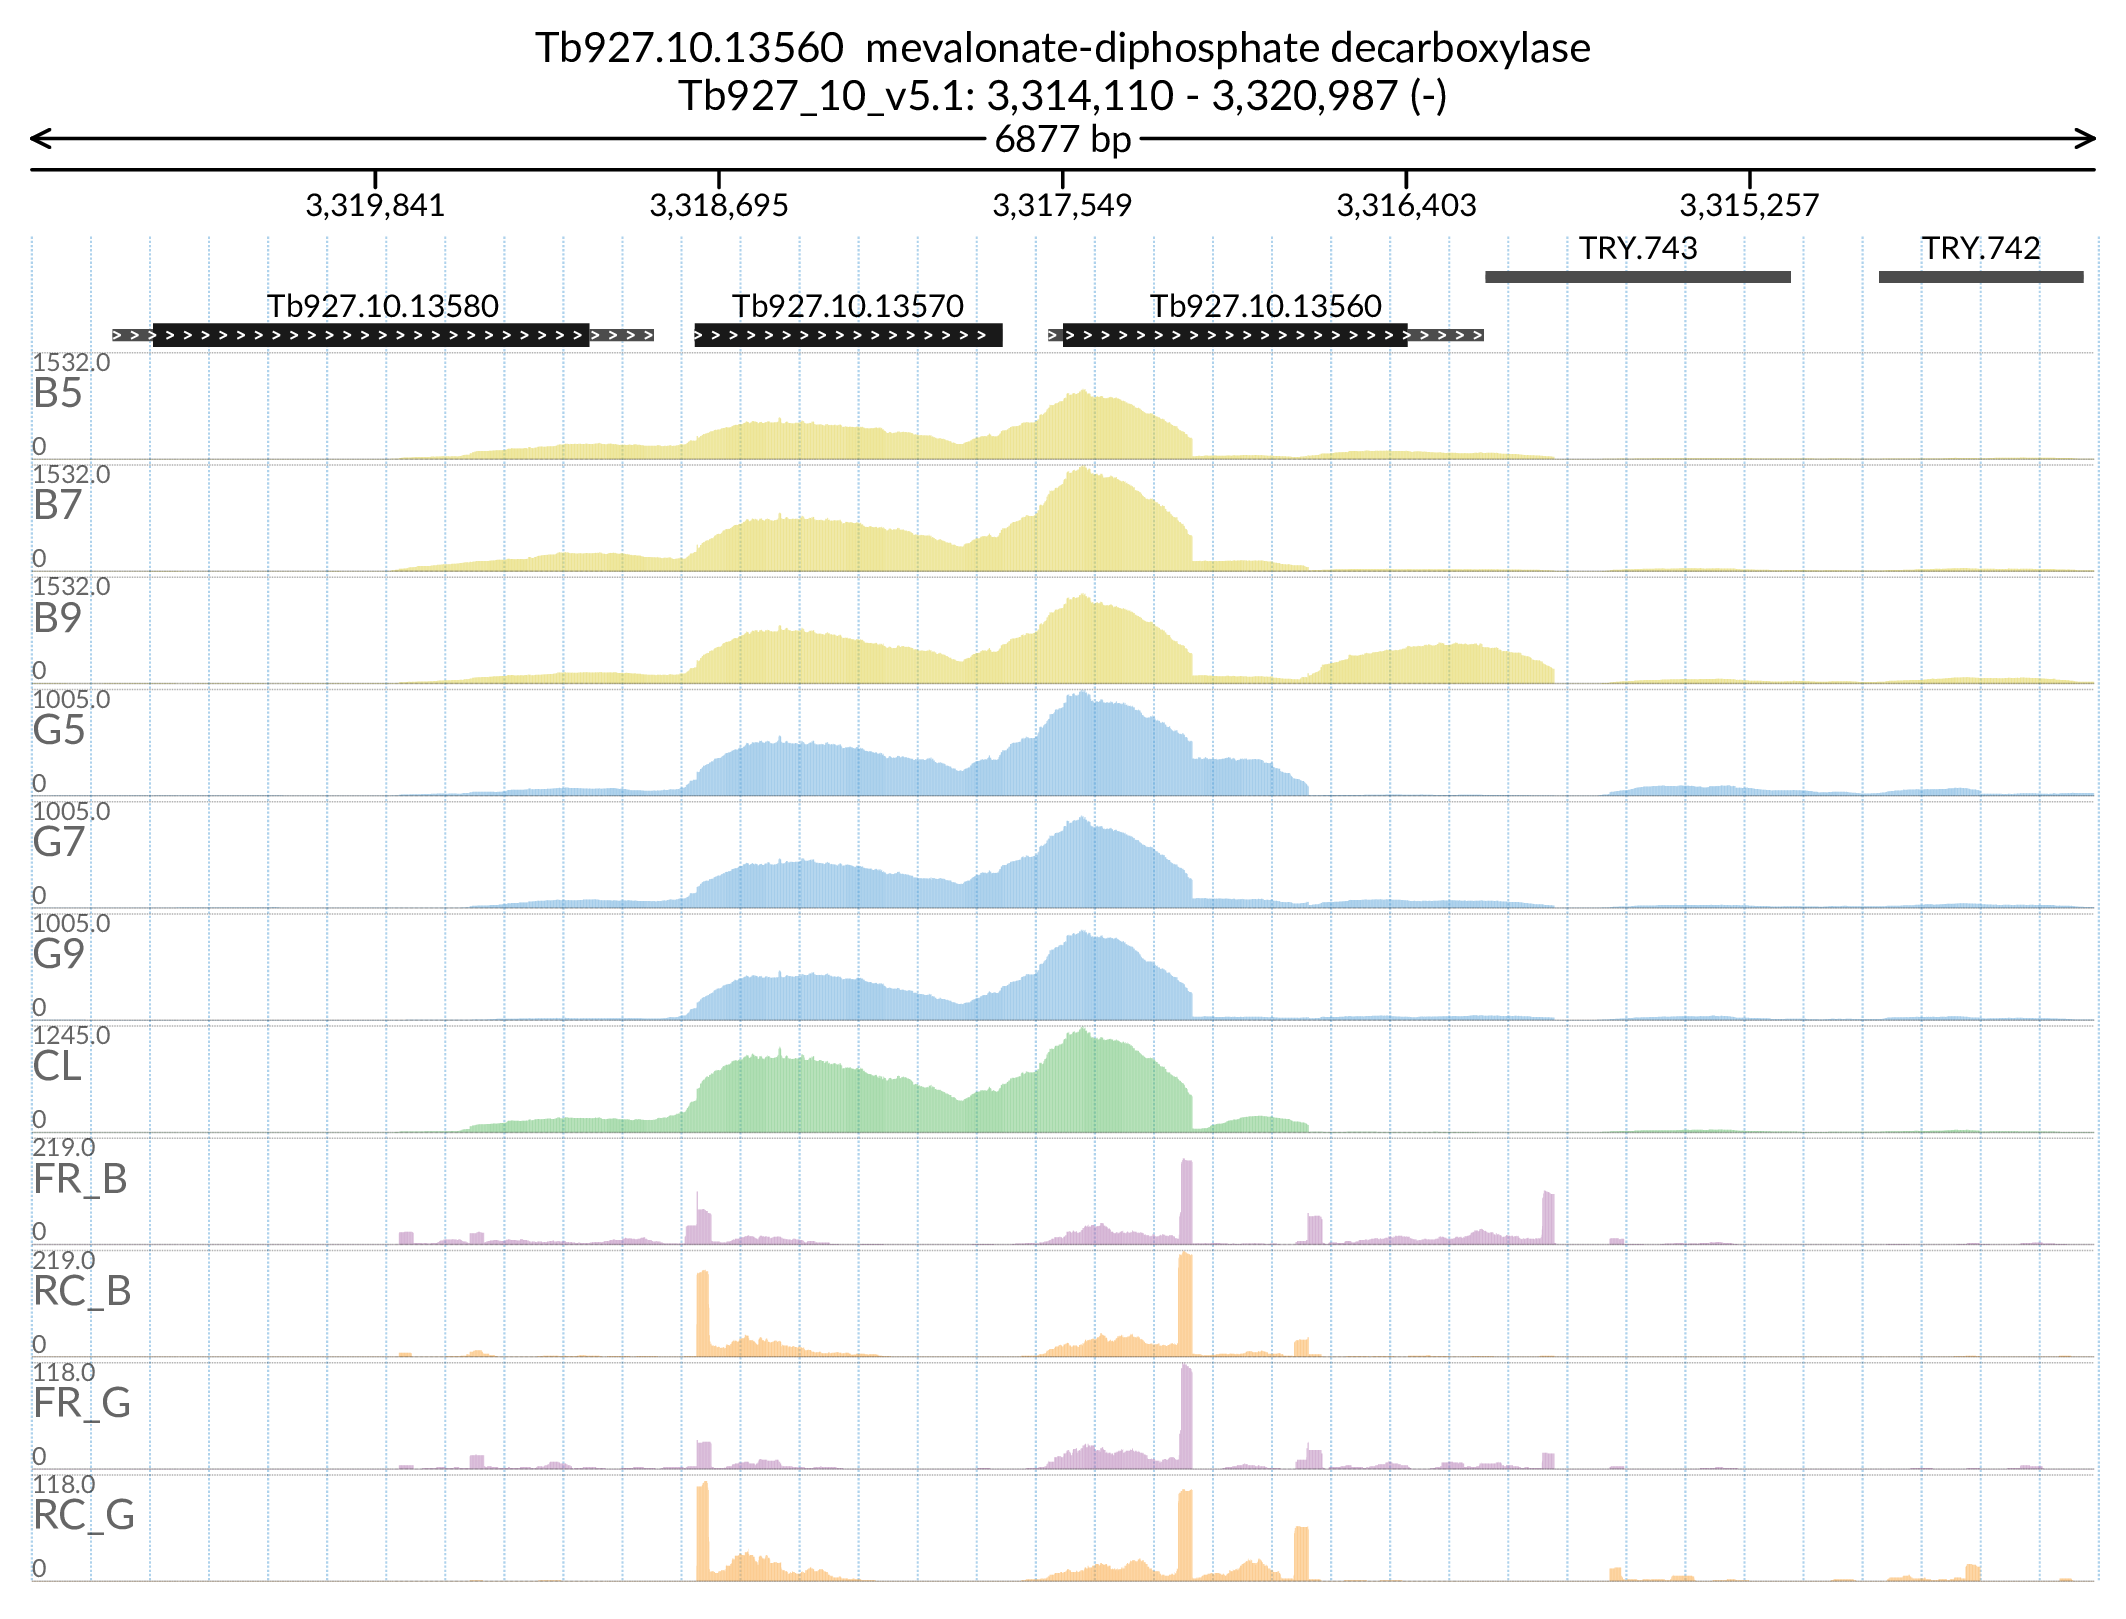 Tb927.10.13560 mevalonate-diphosphate decarboxylase
Tb927_10_v5.1: 3,314,110 - 3,320,987 (-)
6877 bp
3,319,841 3,318,695 3,317,549 3,316,403 3,315,257
TRY.743 TRY.742
Tb927.10.13580 Tb927.10.13570 Tb927.10.13560
1532.0
B5
0
1532.0
B7
0
1532.0
B9
0
1005.0
G5
0
1005.0
G7
0
1005.0
G9
0
1245.0
CL
0
219.0
FR_B
0
219.0
RC_B
0
118.0
FR_G
0
118.0
RC_G
0